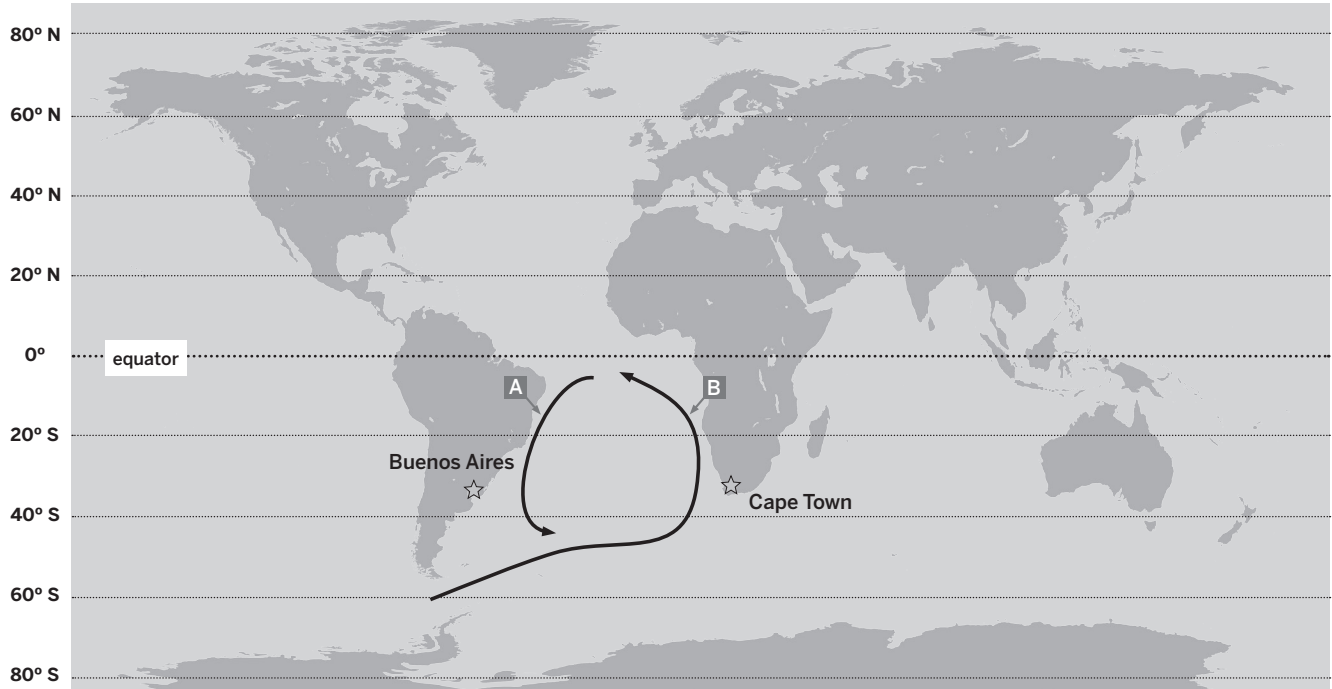 80º N
60º N
40º N
20º N
0º
equator
A
B
20º S
Buenos Aires
Cape Town
40º S
60º S
80º S